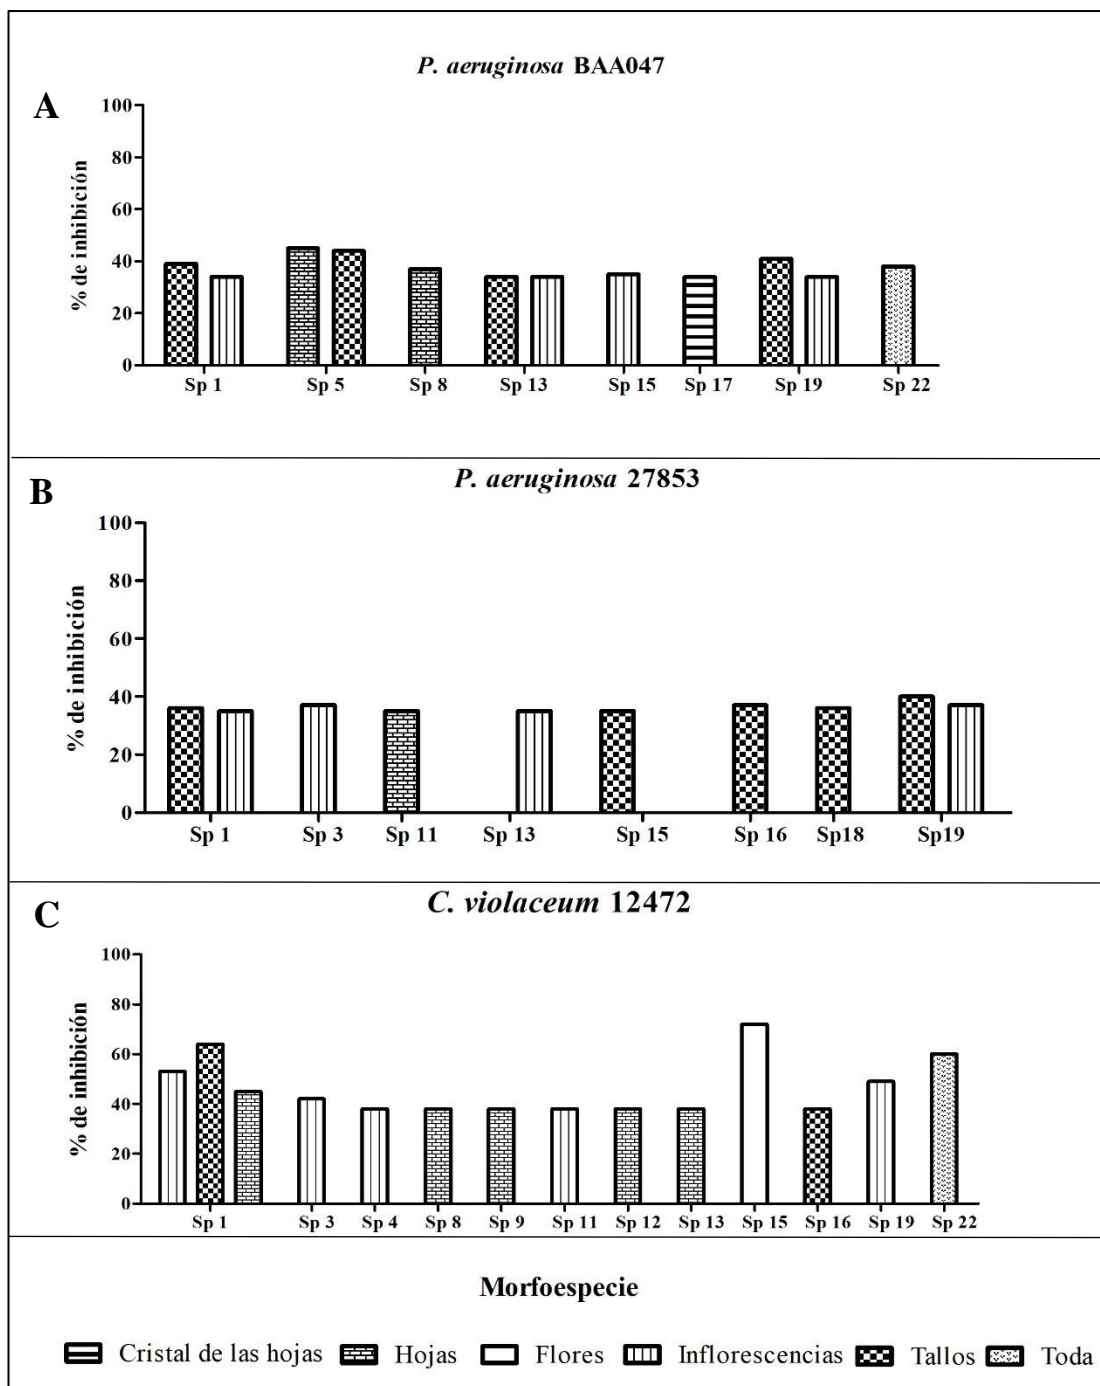 P. aeruginosa BAA047
A
% de inhibición
100
80
60
40
20
0
Sp 1 Sp 5 Sp 8 Sp 13 Sp 15 Sp 17 Sp 19 Sp 22
P. aeruginosa 27853
B
% de inhibición
100
80
60
40
20
0
Sp 1 Sp 3 Sp 11 Sp 13 Sp 15 Sp 16 Sp18 Sp19
C. violaceum 12472
C
% de inhibición
100
80
60
40
20
0
Sp 1 Sp 3 Sp 4 Sp 8 Sp 9 Sp 11 Sp 12 Sp 13 Sp 15 Sp 16 Sp 19 Sp 22
Morfoespecie
Cristal de las hojas Hojas Flores Inflorescencias Tallos Toda